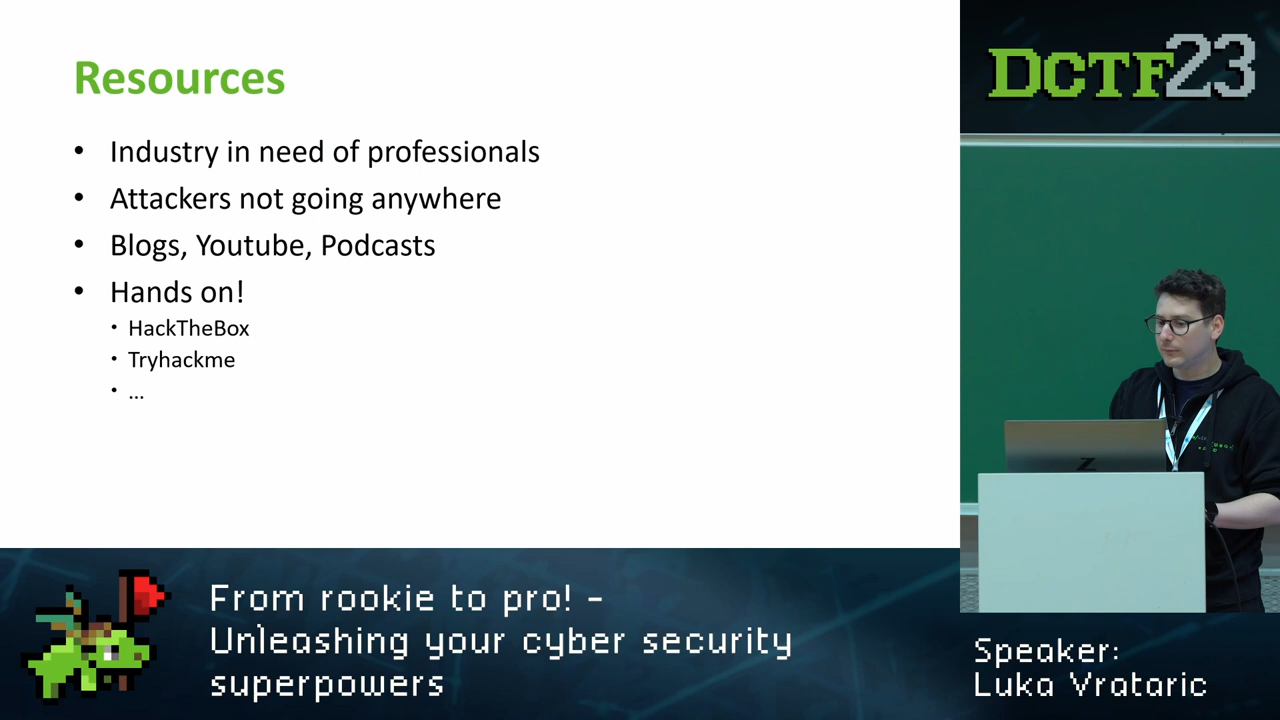 Resources
• Industry in need of professionals
• Attackers not going anywhere
• Blogs, Youtube, Podcasts
• Hands on!
• HackTheBox
• Tryhackme
• ...
DCTF23
From rookie to pro! -
Unleashing your cyber security
superpowers
Speaker:
Luka Vrataric